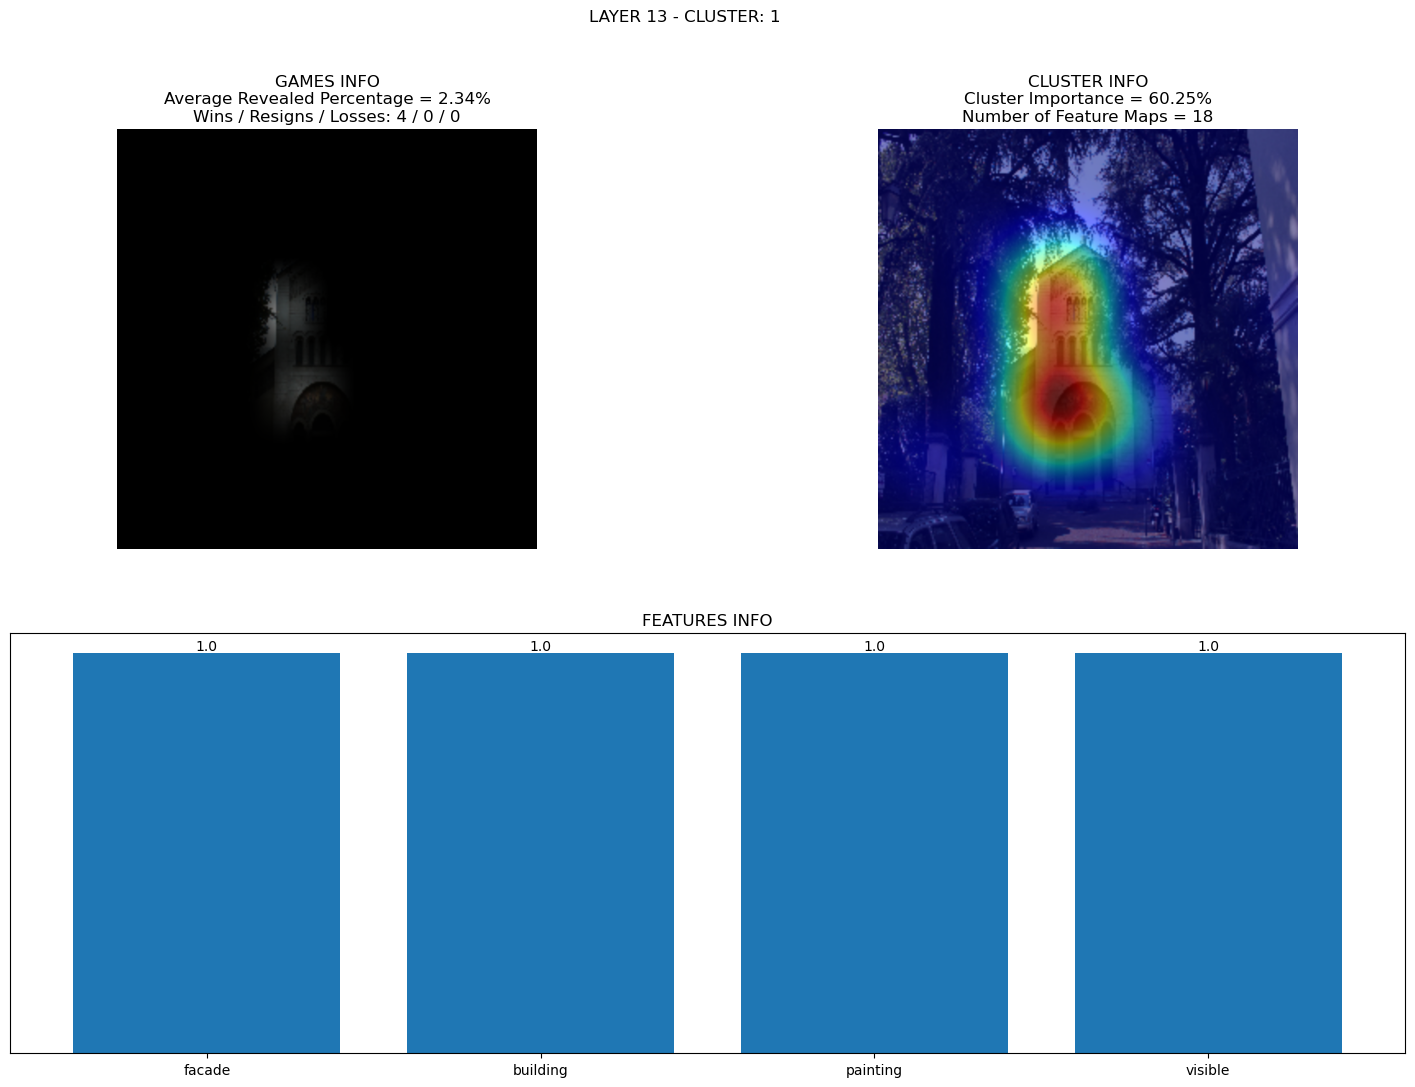 LAYER 13 - CLUSTER: 1
GAMES INFO
Average Revealed Percentage = 2.34%
Wins / Resigns / Losses: 4 / 0 / 0
CLUSTER INFO
Cluster Importance = 60.25%
Number of Feature Maps = 18
FEATURES INFO
1.0 1.0 1.0 1.0
facade building painting visible